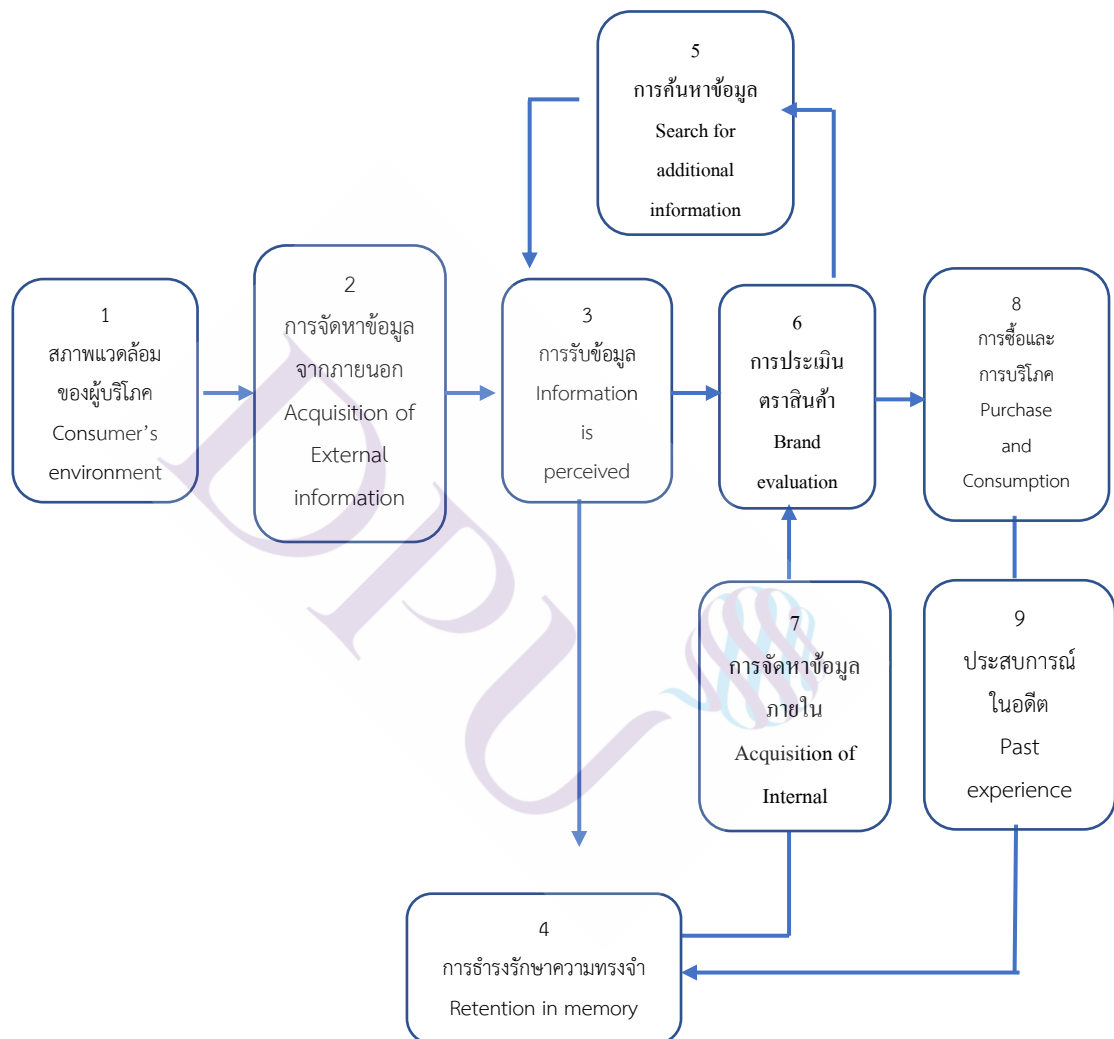 5
การค้นหาข้อมูล
Search for
additional
information
1
สภาพแวดล้อม
ของผู้บริโภค
Consumer's
environment
2
การจัดหาข้อมูล
จากภายนอก
Acquisition of
External
information
3
การรับข้อมูล
Information
is
perceived
6
การประเมิน
ตราสินค้า
Brand
evaluation
8
การซื้อและ
การบริโภค
Purchase
and
Consumption
7
การจัดหาข้อมูล
ภายใน
Acquisition of
Internal
9
ประสบการณ์
ในอดีต
Past
experience
4
การธำรงรักษาความทรงจำ
Retention in memory
DPU